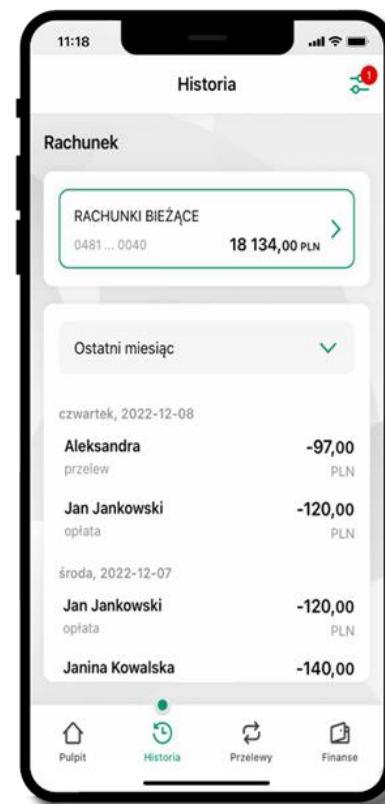 11:18
Historia
1
Rachunek
RACHUNKI BIEŻĄCE
0481 ... 0040 18 134,00 PLN
Ostatni miesiąc
czwartek, 2022-12-08
Aleksandra -97,00
przelew PLN
Jan Jankowski -120,00
opłata PLN
środa, 2022-12-07
Jan Jankowski -120,00
opłata PLN
Janina Kowalska -140,00
Pulpit Historia Przelewy Finanse